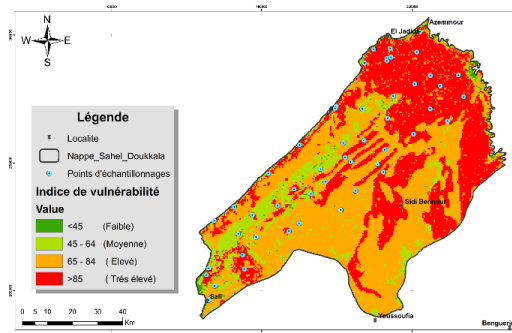 N
W E
S
Azemmour
El Jadida
Légende
Localite
Nappe_Sahel_Doukkala
Points d'échantillonnages
Indice de vulnérabilité
Value
<45 (Faible)
45 - 64 (Moyenne)
65 - 84 ( Elevé)
>85 ( Trés élevé)
Sidi Bennour
Safi
Youssoufia
0 5 10 20 30 40
Km